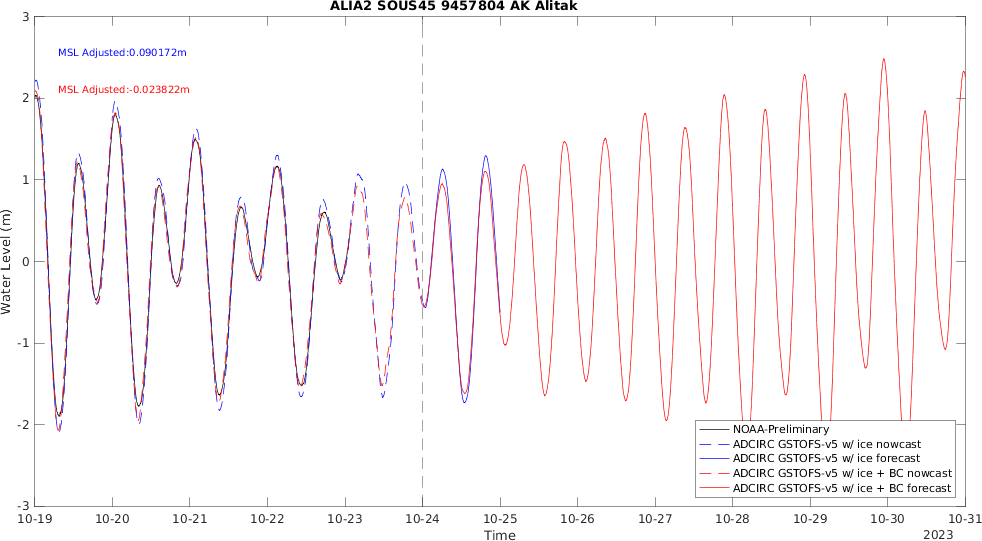 ALIA2 SOUS45 9457804 AK Alitak
MSL Adjusted:0.090172m
MSL Adjusted:-0.023822m
Water Level (m)
3
2
1
0
-1
-2
-3
NOAA-Preliminary
ADCIRC GSTOFS-v5 w/ ice nowcast
ADCIRC GSTOFS-v5 w/ ice forecast
ADCIRC GSTOFS-v5 w/ ice + BC nowcast
ADCIRC GSTOFS-v5 w/ ice + BC forecast
10-19 10-20 10-21 10-22 10-23 10-24 10-25 10-26 10-27 10-28 10-29 10-30 10-31
Time
2023